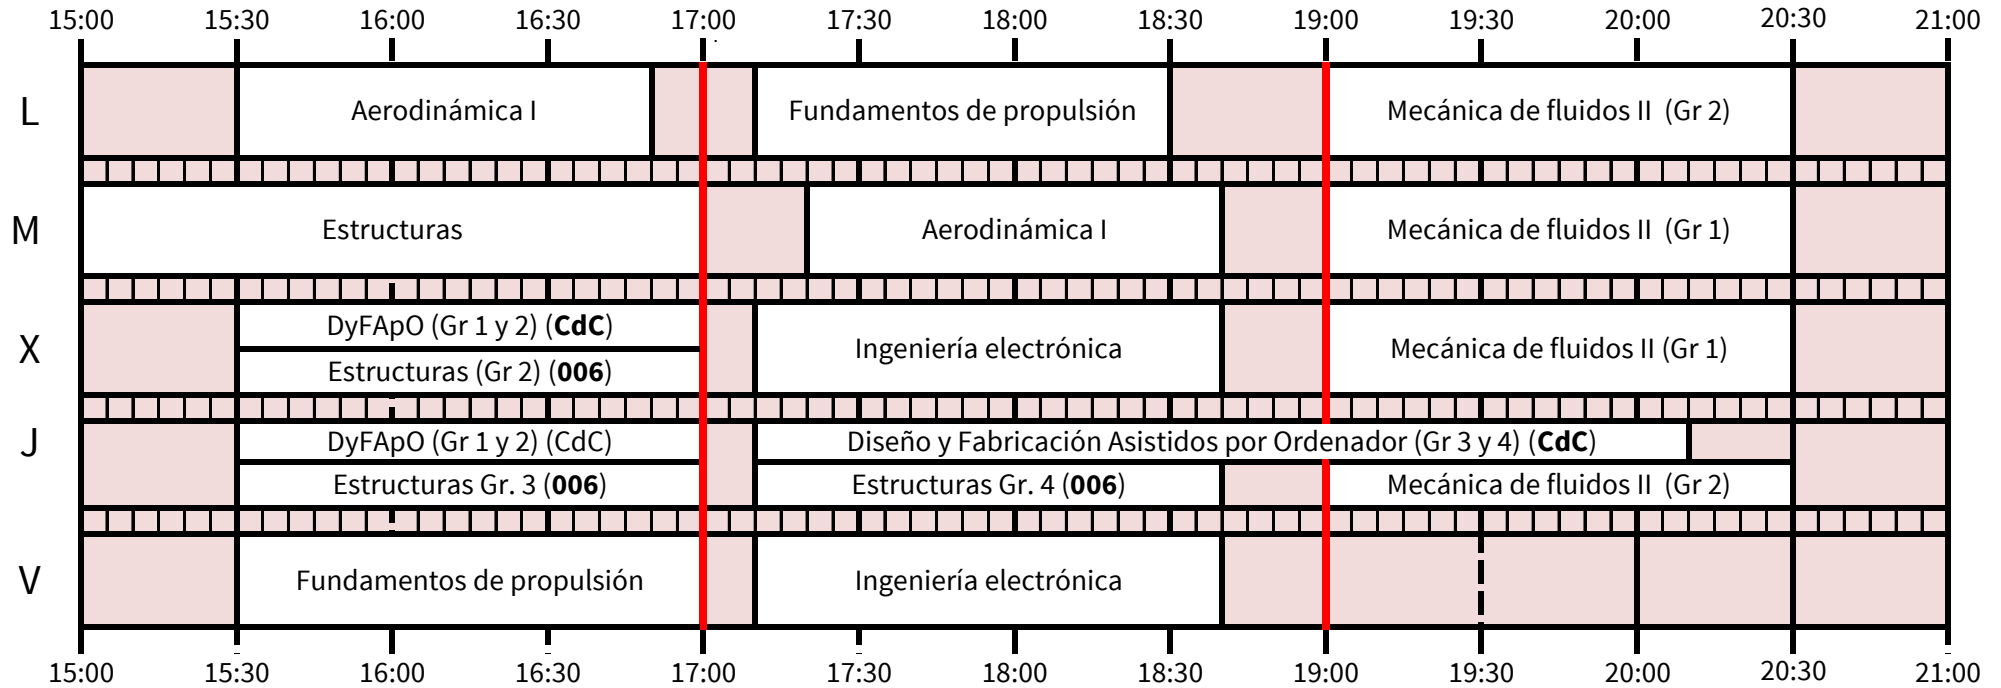 15:00 15:30 16:00 16:30 17:00 17:30 18:00 18:30 19:00 19:30 20:00 20:30 21:00
L Aerodinámica I Fundamentos de propulsión Mecánica de fluidos II (Gr 2)
M Estructuras Aerodinámica I Mecánica de fluidos II (Gr 1)
DyFApO (Gr 1 y 2) (CdC)
X Ingeniería electrónica Mecánica de fluidos II (Gr 1)
Estructuras (Gr 2) (006)
J DyFApO (Gr 1 y 2) (CdC) Diseño y Fabricación Asistidos por Ordenador (Gr 3 y 4) (CdC)
Estructuras Gr. 3 (006) Estructuras Gr. 4 (006) Mecánica de fluidos II (Gr 2)
V Fundamentos de propulsión Ingeniería electrónica
15:00 15:30 16:00 16:30 17:00 17:30 18:00 18:30 19:00 19:30 20:00 20:30 21:00